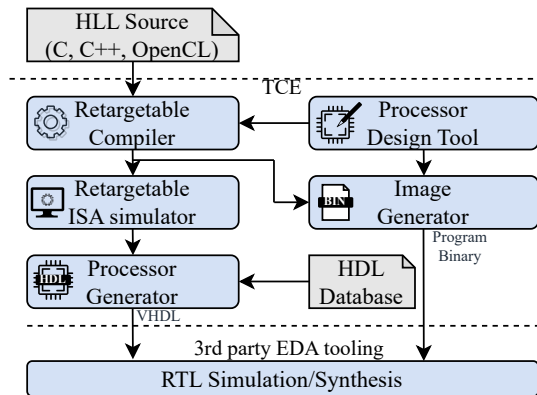 HLL Source
(C, C++, OpenCL)
TCE
Retargetable
Compiler
Processor
Design Tool
Retargetable
ISA simulator
BIN
Image
Generator
Program
Binary
HDL
Processor
Generator
HDL
Database
VHDL
3rd party EDA tooling
RTL Simulation/Synthesis